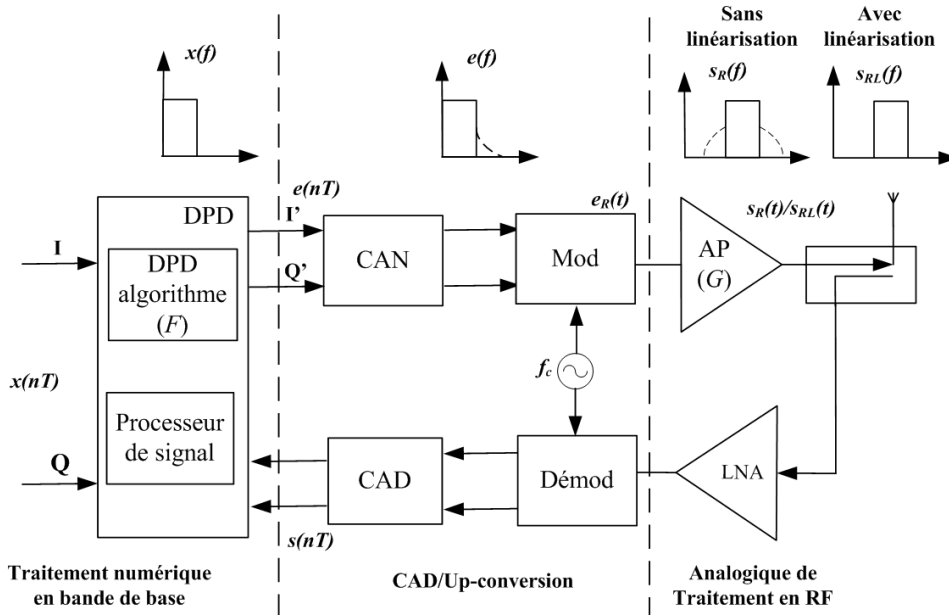 Sans
linéarisation
Avec
linéarisation
x(f)
e(f)
s_R(f)
s_RL(f)
DPD
e(nT)
I'
I
DPD
algorithme
(F)
Q'
CAN
Mod
e_R(t)
AP
(G)
s_R(t)/s_RL(t)
x(nT)
f_c
Processeur
de signal
Q
CAD
Démod
LNA
s(nT)
Traitement numérique
en bande de base
CAD/Up-conversion
Analogique de
Traitement en RF